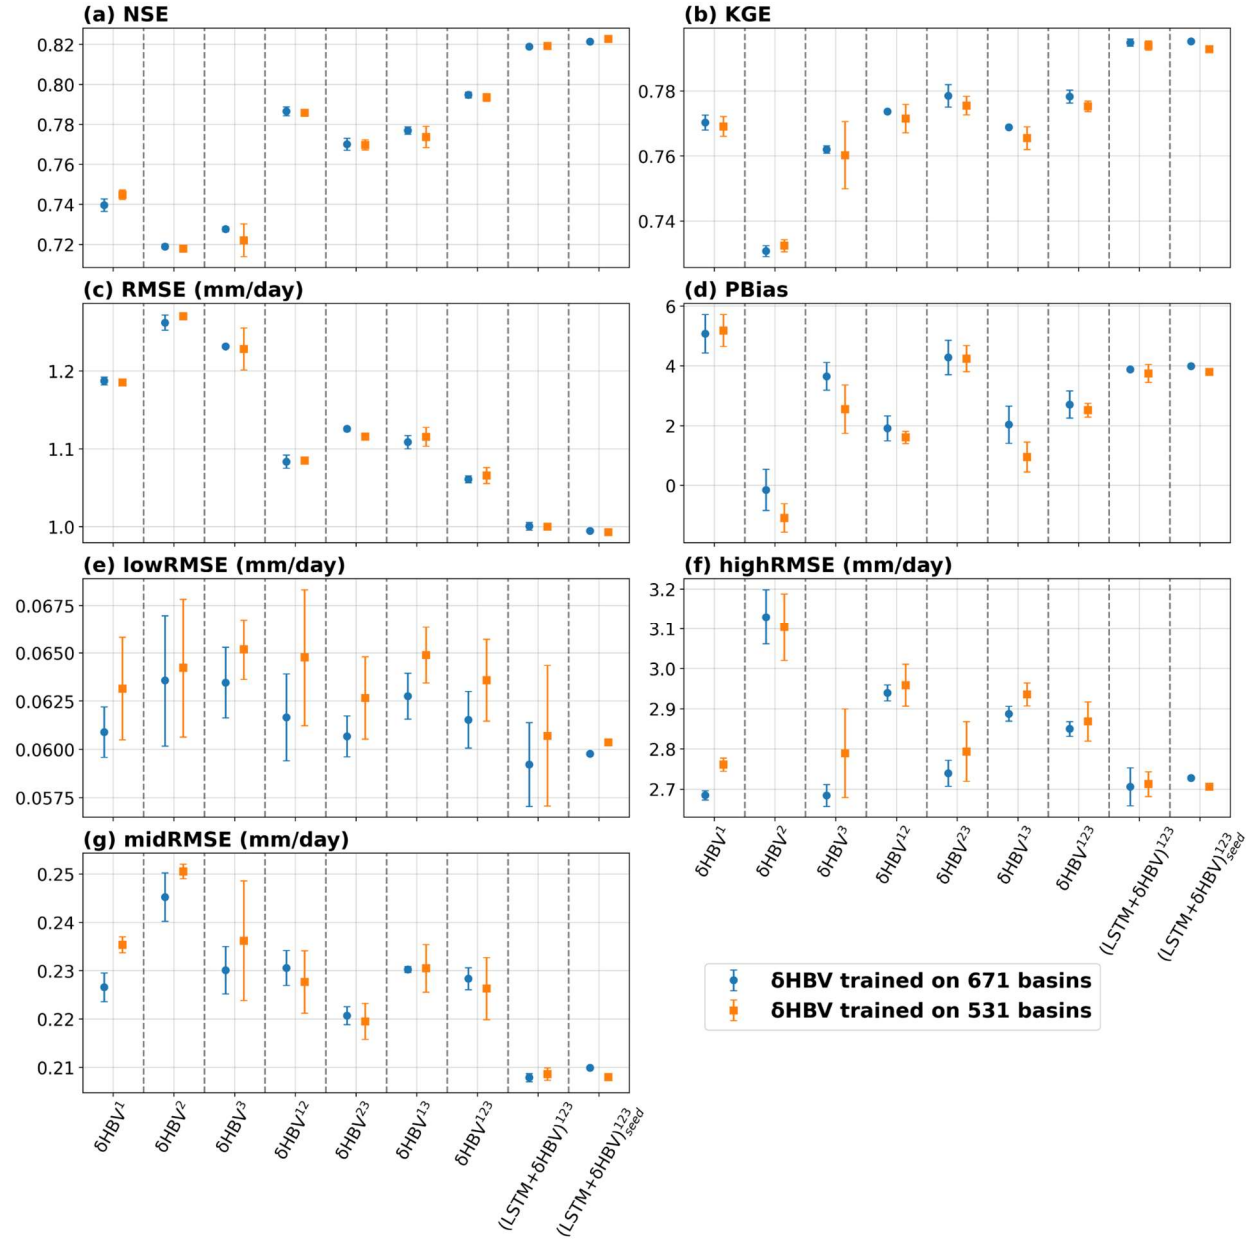 (a) NSE
0.82
0.80
0.78
0.76
0.74
0.72
(b) KGE
0.78
0.76
0.74
(c) RMSE (mm/day)
1.2
1.1
1.0
(d) PBias
6
4
2
0
(e) lowRMSE (mm/day)
0.0675
0.0650
0.0625
0.0600
0.0575
(f) highRMSE (mm/day)
3.2
3.1
3.0
2.9
2.8
2.7
δHBV¹
δHBV²
δHBV³
δHBV¹²
δHBV²³
δHBV¹³
δHBV¹²³
(LSTM+δHBV)¹²³
(LSTM+δHBV)¹²³seed
(g) midRMSE (mm/day)
0.25
0.24
0.23
0.22
0.21
δHBV¹
δHBV²
δHBV³
δHBV¹²
δHBV²³
δHBV¹³
δHBV¹²³
(LSTM+δHBV)¹²³
(LSTM+δHBV)¹²³seed
δHBV trained on 671 basins
δHBV trained on 531 basins